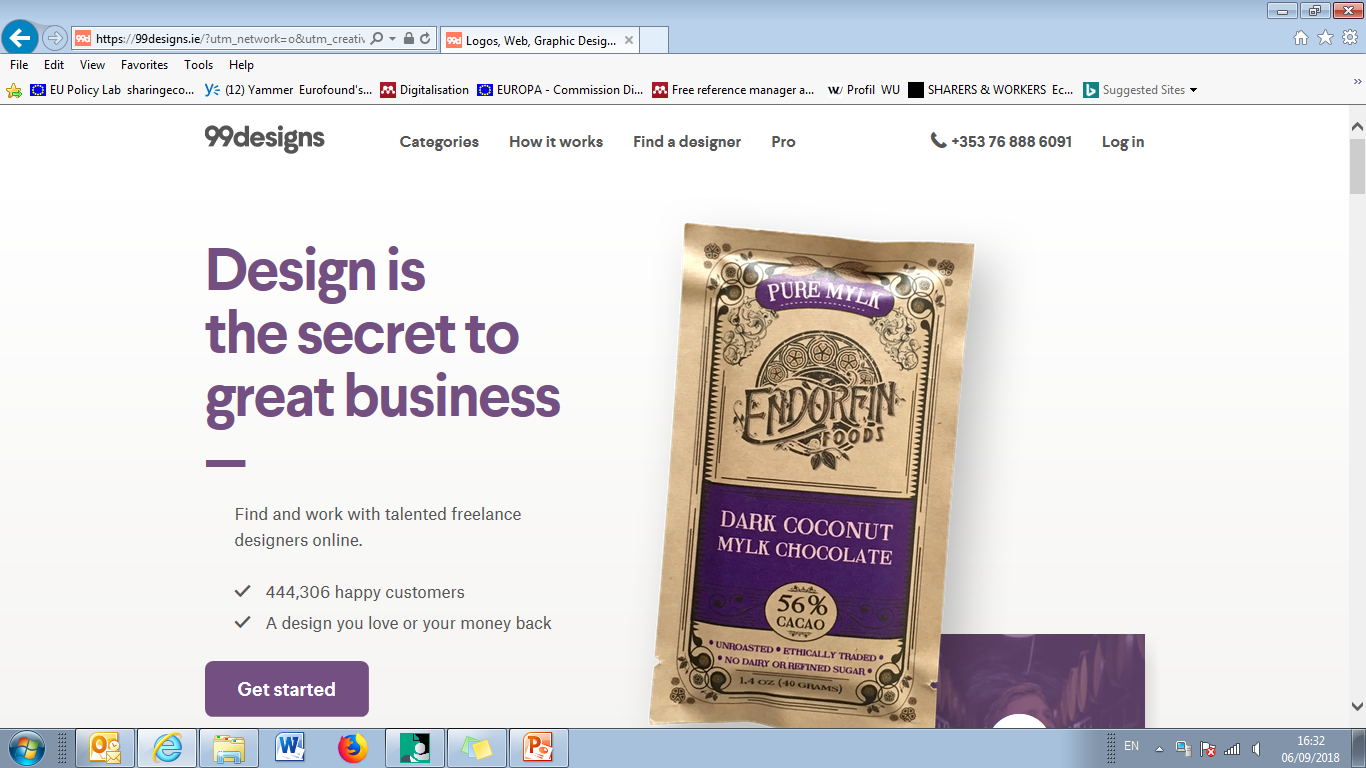 https://99designs.ie/?utm_network=o&utm_creativ
99d Logos, Web, Graphic Desig...
File Edit View Favorites Tools Help
EU Policy Lab sharingeco... (12) Yammer Eurofound's... Digitalisation EUROPA - Commission Di... Free reference manager a... Profil WU SHARERS & WORKERS Ec... Suggested Sites
99designs Categories How it works Find a designer Pro +353 76 888 6091 Log in
Design is
the secret to
great business
Find and work with talented freelance
designers online.
444,306 happy customers
A design you love or your money back
Get started
PURE MYLK
ENDORFIN
FOODS
DARK COCONUT
MYLK CHOCOLATE
56%
CACAO
• UNROASTED • ETHICALLY TRADED •
• NO DAIRY OR REFINED SUGAR •
1.4 OZ (40 GRAMS)
EN 16:32
06/09/2018